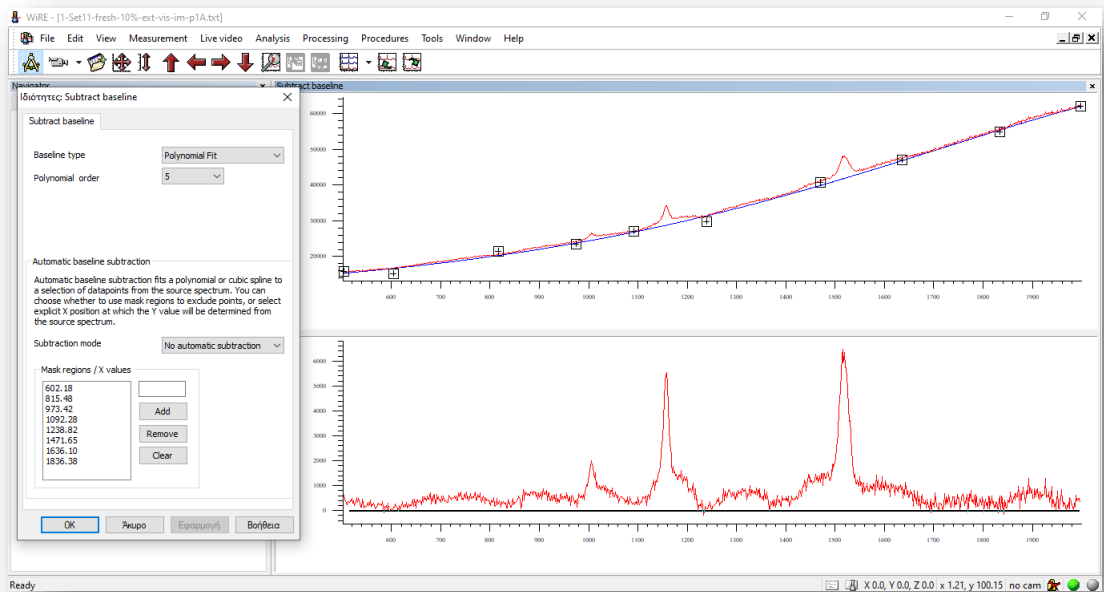 WiRE - [1-Set11-fresh-10%-ext-vis-im-p1A.txt]
File Edit View Measurement Live video Analysis Processing Procedures Tools Window Help
Subtract baseline
Ιδιότητες: Subtract baseline
Subtract baseline
Baseline type Polynomial Fit
Polynomial order 5
Automatic baseline subtraction
Automatic baseline subtraction fits a polynomial or cubic spline to
a selection of datapoints from the source spectrum. You can
choose whether to use mask regions to exclude points, or select
explicit X position at which the Y value will be determined from
the source spectrum.
Subtraction mode No automatic subtraction
Mask regions / X values
602.18
815.48
973.42
1092.28
1238.82
1471.65
1636.10
1836.38
Add
Remove
Clear
OK Άκυρο Εφαρμογή Βοήθεια
60000
50000
40000
30000
20000
600 700 800 900 1000 1100 1200 1300 1400 1500 1600 1700 1800 1900
6000
5000
4000
3000
2000
1000
0
600 700 800 900 1000 1100 1200 1300 1400 1500 1600 1700 1800 1900
Ready X 0.0, Y 0.0, Z 0.0 x 1.21, y 100.15 no cam